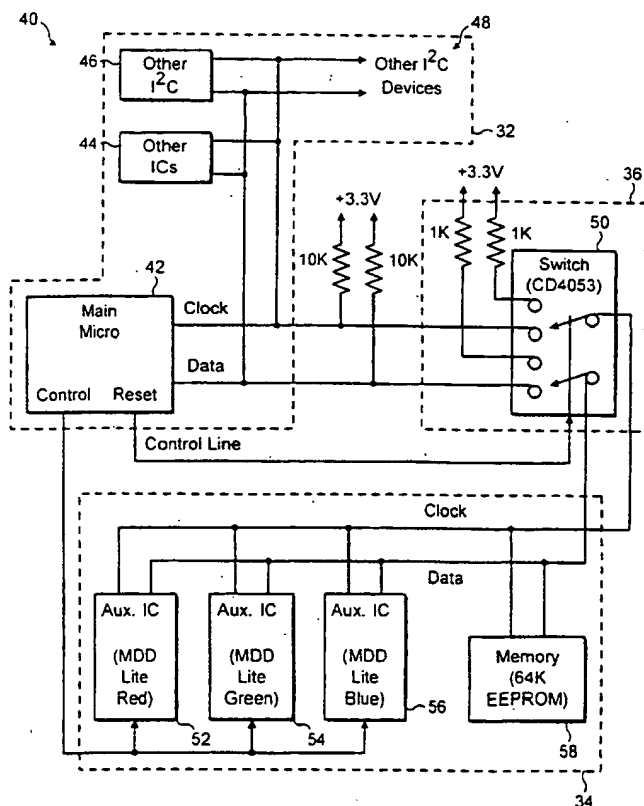 40
46
Other
I²C
48
Other I²C
Devices
44
Other
ICs
32
36
+3.3V
+3.3V
1K
1K
50
10K
10K
Switch
(CD4053)
42
Main
Micro
Clock
Data
Control
Reset
Control Line
Clock
Data
Aux. IC
(MDD
Lite
Red)
52
Aux. IC
(MDD
Lite
Green)
54
Aux. IC
(MDD
Lite
Blue)
56
Memory
(64K
EEPROM)
58
34